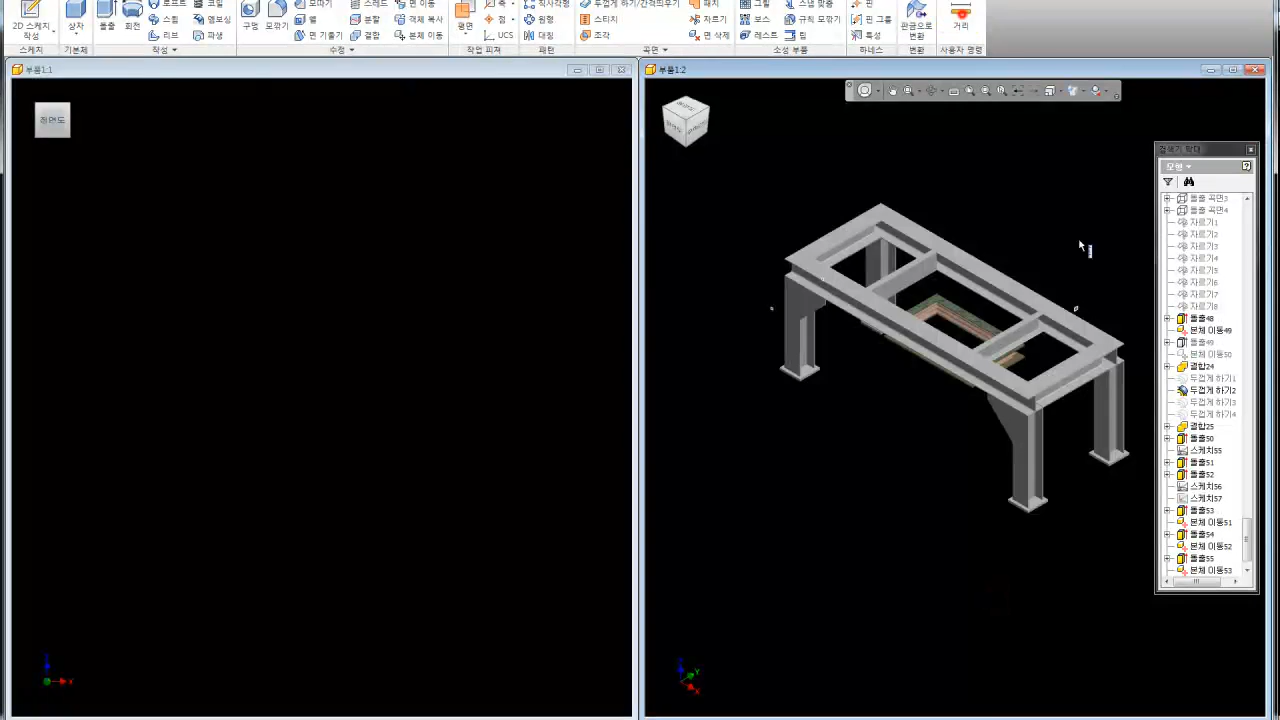 2D 스케치 작성
스케치
상자
기본체
돌출
회전
로프트
스윕
리브
코일
엠보싱
파생
작성
구멍
모깎기
모따기
쉘
면 기울기
스레드
분할
결합
면 이동
객체 복사
본체 이동
수정
평면
축
점
UCS
작업 피쳐
직사각형
원형
대칭
패턴
두껍게 하기/간격띄우기
스티치
조각
패치
자르기
면 삭제
곡면
그릴
보스
레스트
스냅 맞춤
규칙 모깎기
립
소성 부품
핀
핀 그룹
특성
하네스
판금으로 변환
변환
거리
사용자 명령
부품1:1
부품1:2
정면도
검색기 막대
모형
돌출 곡면3
돌출 곡면4
자르기1
자르기2
자르기3
자르기4
자르기5
자르기6
자르기7
자르기8
돌출48
본체 이동49
돌출49
본체 이동50
결합24
두껍게 하기1
두껍게 하기2
두껍게 하기3
두껍게 하기4
결합25
돌출50
스케치55
돌출51
돌출52
스케치56
스케치57
돌출53
본체 이동51
돌출54
본체 이동52
돌출55
본체 이동53
X
Y
X